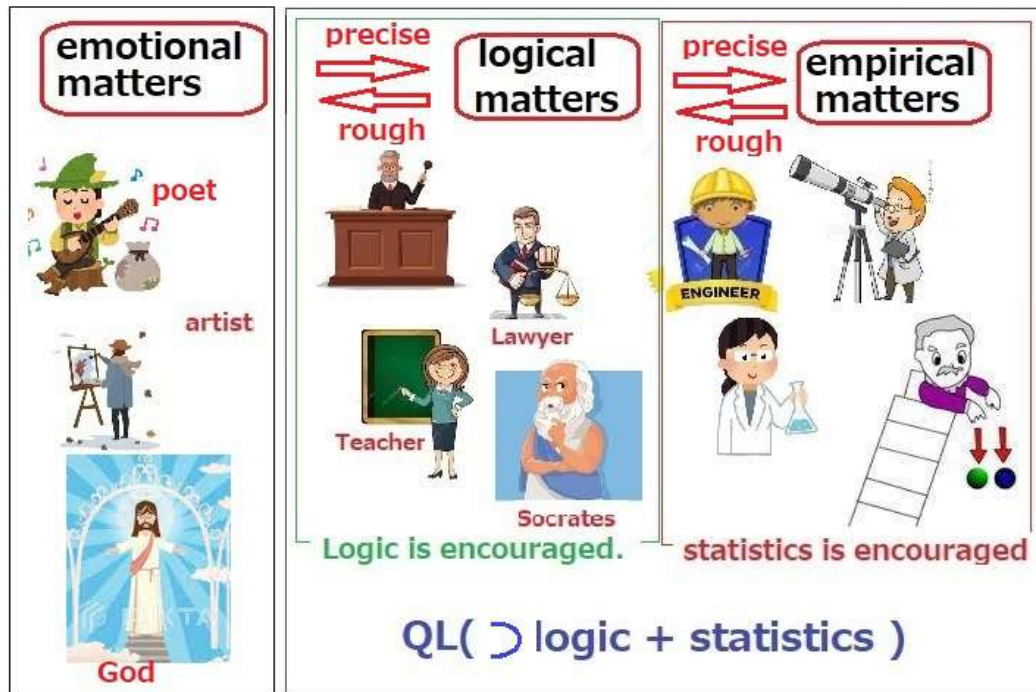 emotional
matters
poet
artist
God
precise
rough
logical
matters
Lawyer
Teacher
Socrates
Logic is encouraged.
precise
rough
empirical
matters
ENGINEER
statistics is encouraged
QL( ⊃ logic + statistics )